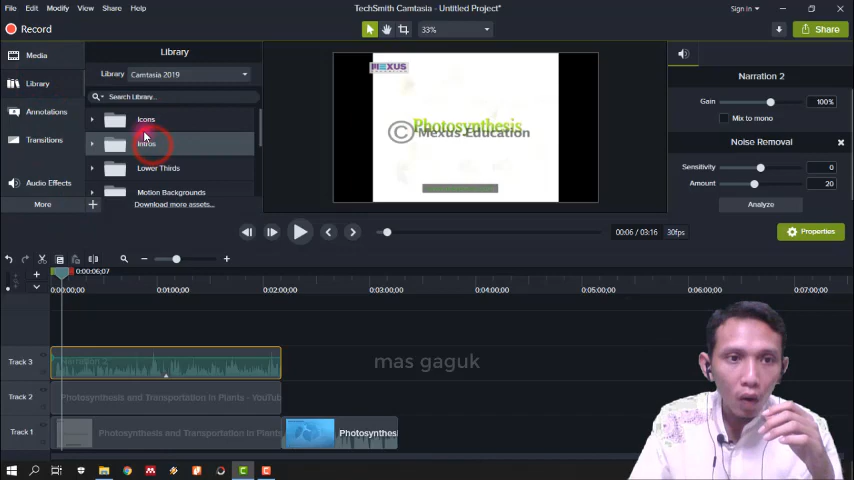 File Edit Modify View Share Help
TechSmith Camtasia - Untitled Project*
Sign in
Record
33%
Share
Media
Library
Annotations
Transitions
Audio Effects
More
Library
Library Camtasia 2019
Search Library...
Icons
Intros
Lower Thirds
Motion Backgrounds
Download more assets...
Photosynthesis
© Mexus Education
Narration 2
Gain 100%
Mix to mono
Noise Removal
Sensitivity 0
Amount 20
Analyze
00:06 / 03:16 30fps
Properties
0:00:06;07
0:00:00;00 0:01:00;00 0:02:00;00 0:03:00;00 0:04:00;00 0:05:00;00 0:06:00;00 0:07:00;00
Track 3
Narration 2
mas gaguk
Track 2
Photosynthesis and Transportation in Plants - YouTub
Track 1
Photosynthesis and Transportation in Plants
Photosynthesi